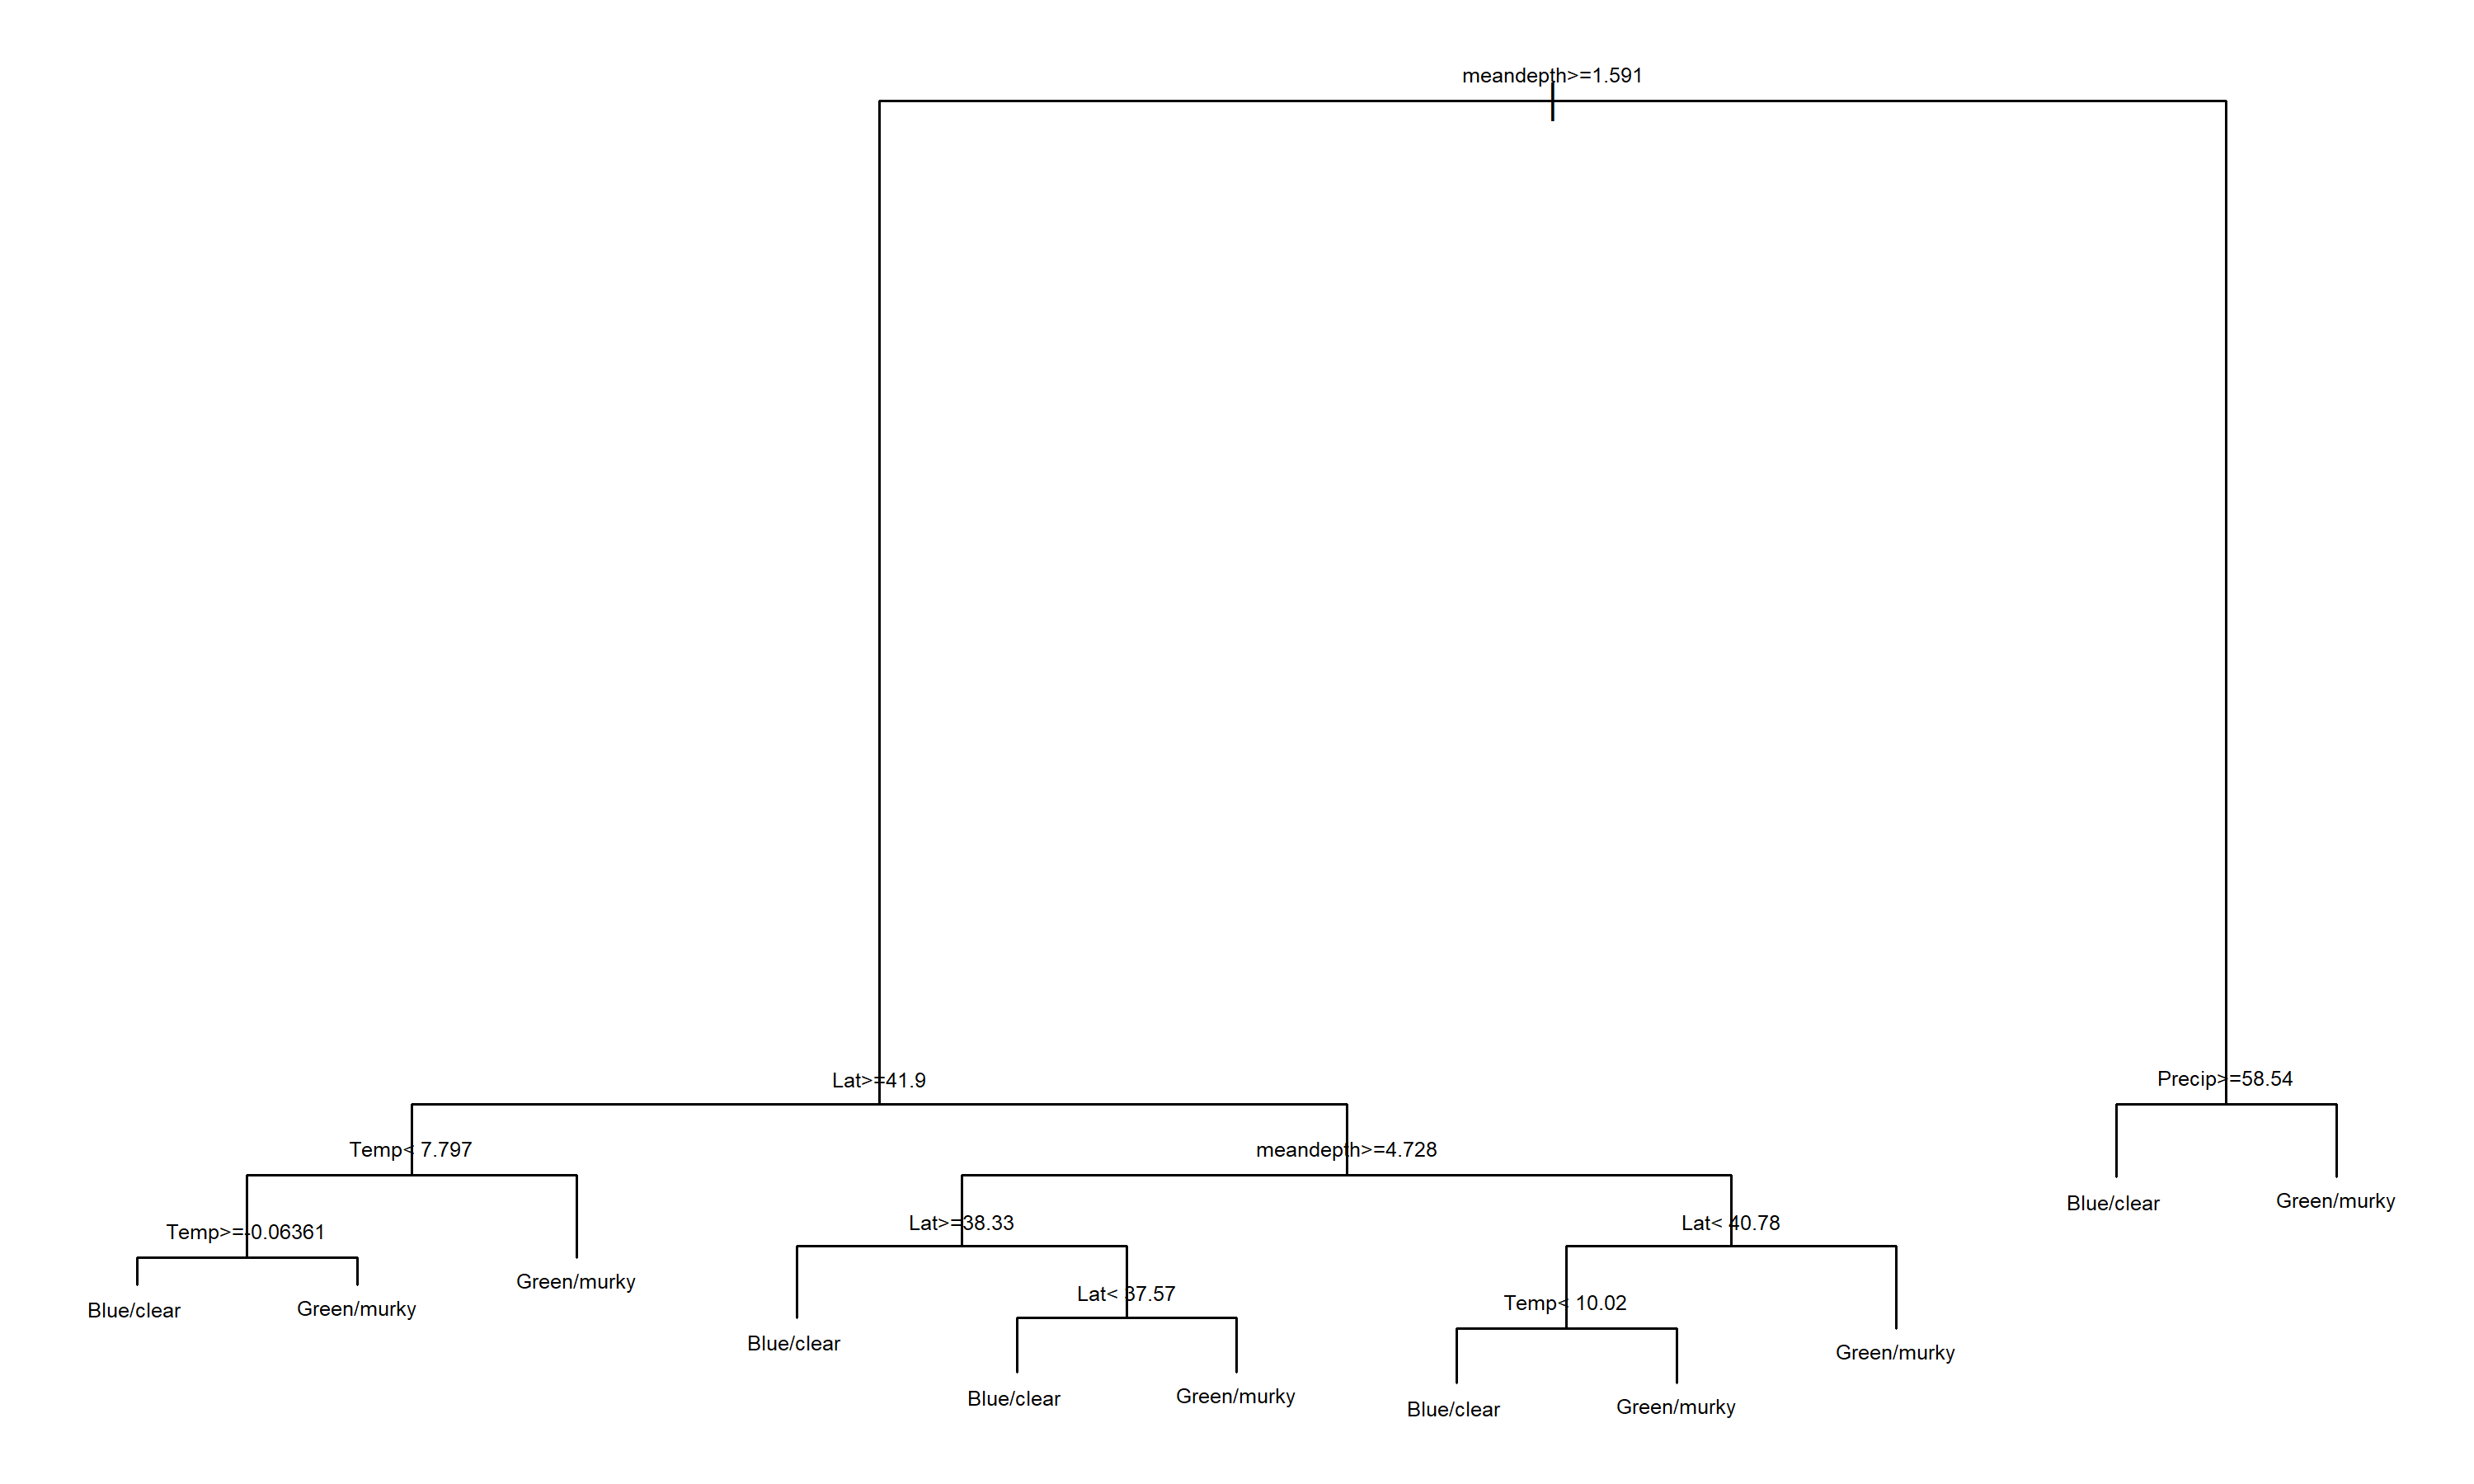 meandepth>=1.591
Lat>=41.9
Precip>=58.54
Temp< 7.797
meandepth>=4.728
Blue/clear
Green/murky
Temp>=-0.06361
Lat>=38.33
Lat< 40.78
Green/murky
Blue/clear
Green/murky
Lat< 37.57
Temp< 10.02
Blue/clear
Green/murky
Blue/clear
Green/murky
Blue/clear
Green/murky